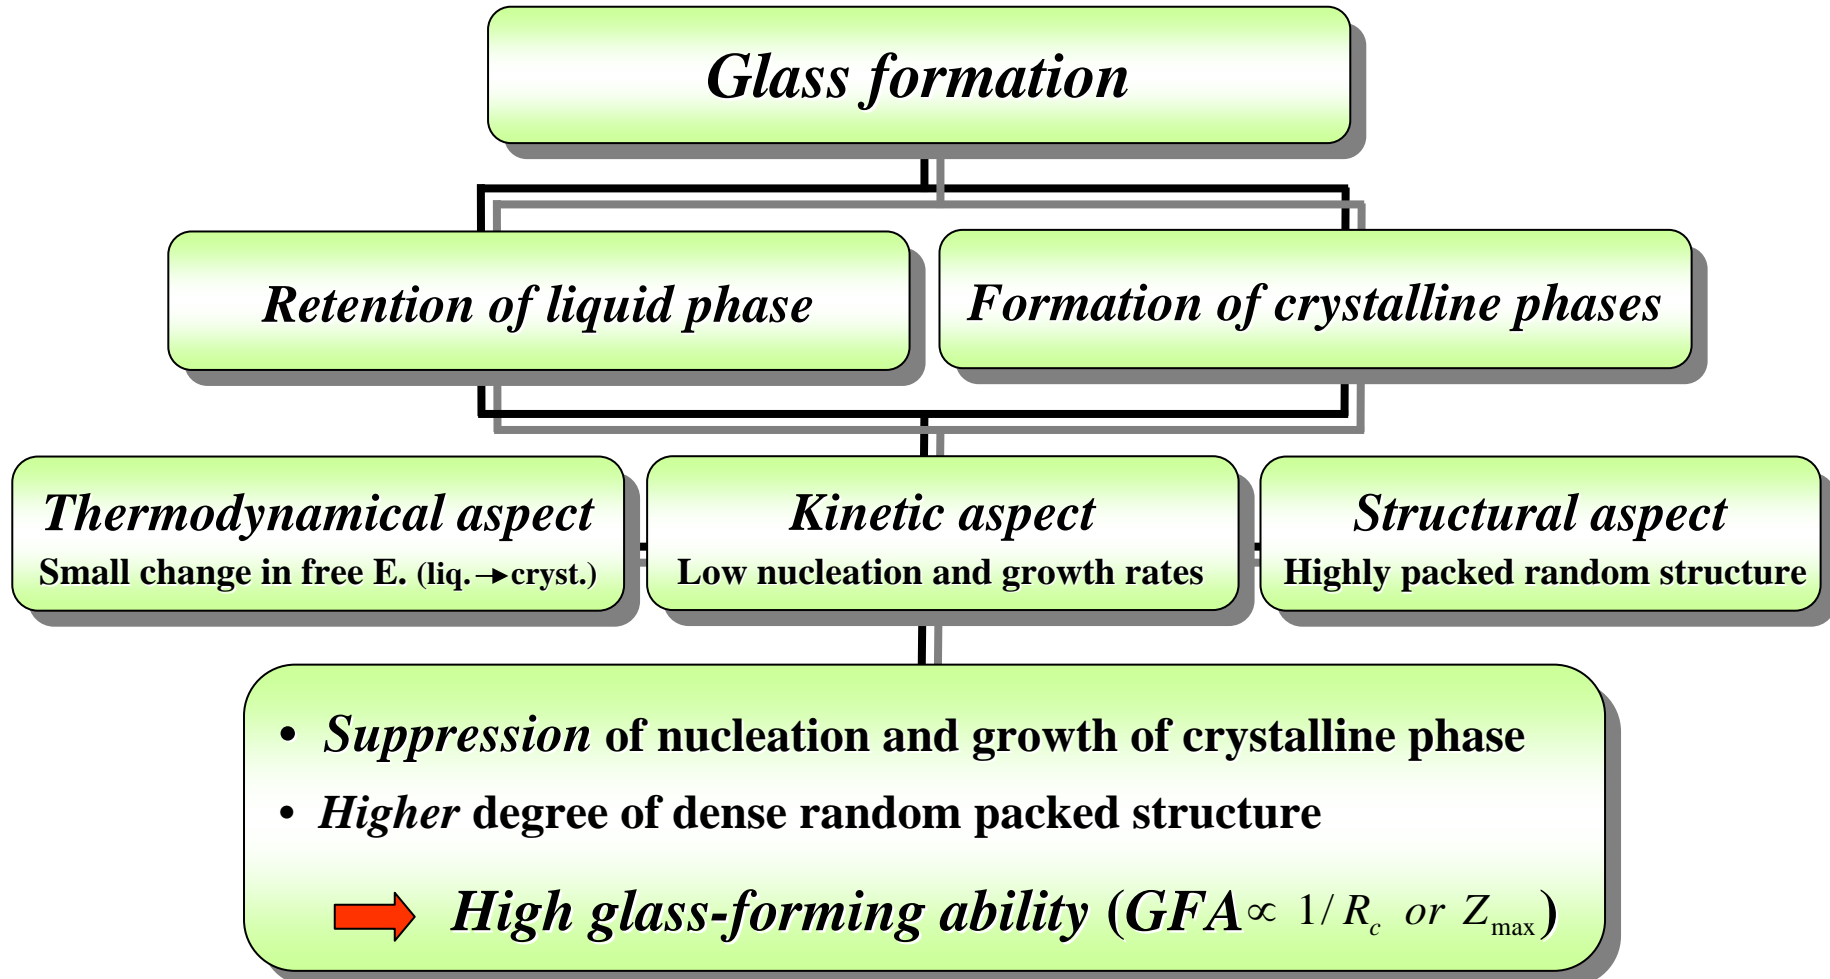 Glass formation
Retention of liquid phase
Formation of crystalline phases
Thermodynamical aspect
Small change in free E. (liq.→cryst.)
Kinetic aspect
Low nucleation and growth rates
Structural aspect
Highly packed random structure
• Suppression of nucleation and growth of crystalline phase
• Higher degree of dense random packed structure
High glass-forming ability (GFA ∝ 1/R_c or Z_max)